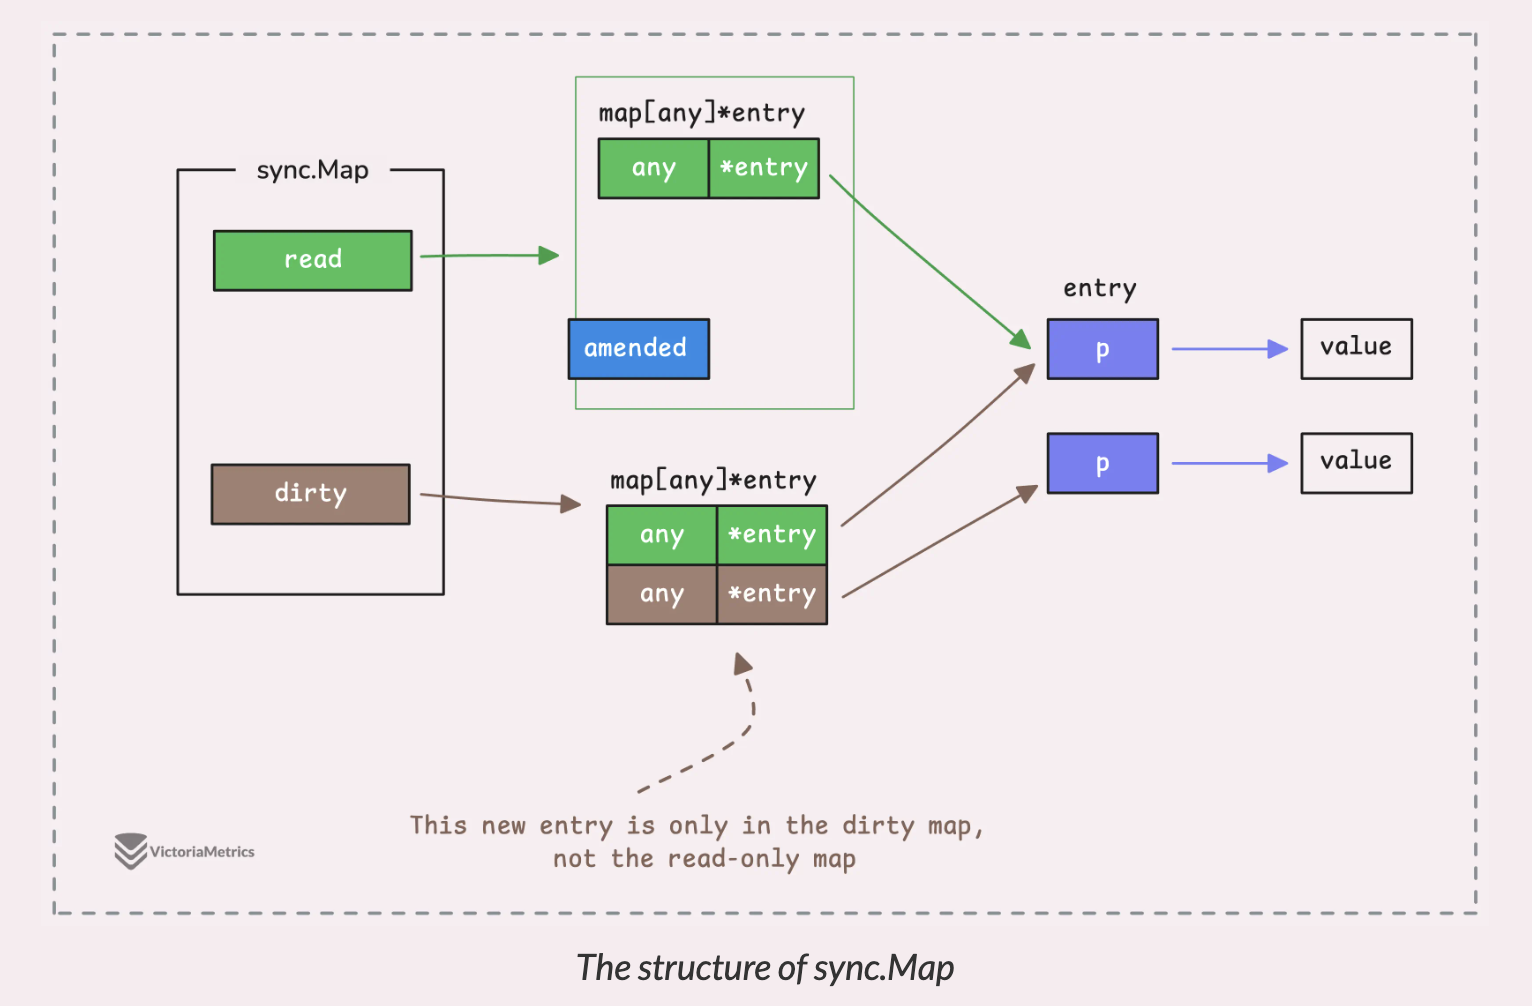 sync.Map
read
dirty
map[any]*entry
any *entry
amended
map[any]*entry
any *entry
any *entry
entry
p
value
p
value
This new entry is only in the dirty map,
not the read-only map
VictoriaMetrics
The structure of sync.Map